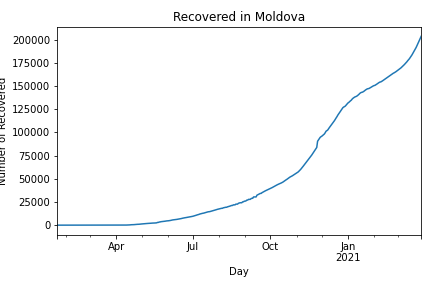 Recovered in Moldova
Number of Recovered
200000
175000
150000
125000
100000
75000
50000
25000
0
Apr
Jul
Oct
Jan
2021
Day